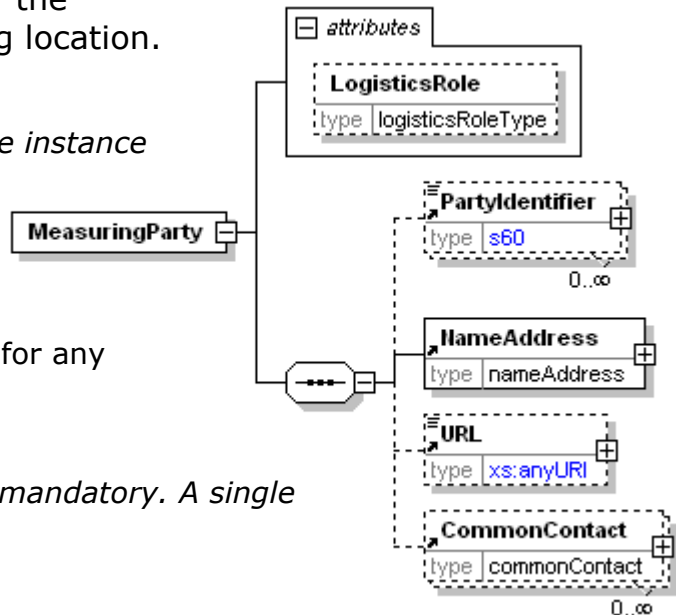 the
g location.
attributes
LogisticsRole
type logisticsRoleType
e instance
PartyIdentifier
type s60
0..∞
MeasuringParty
NameAddress
type nameAddress
for any
URL
type xs:anyURI
mandatory. A single
CommonContact
type commonContact
0..∞